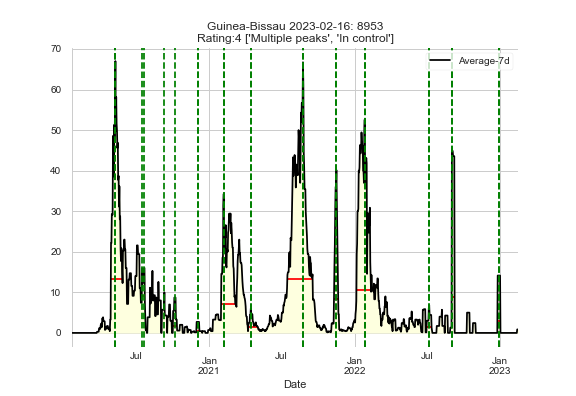 Guinea-Bissau 2023-02-16: 8953
Rating:4 ['Multiple peaks', 'In control']
Average-7d
70
60
50
40
30
20
10
0
Jul
Jan
2021
Jul
Jan
2022
Jul
Jan
2023
Date